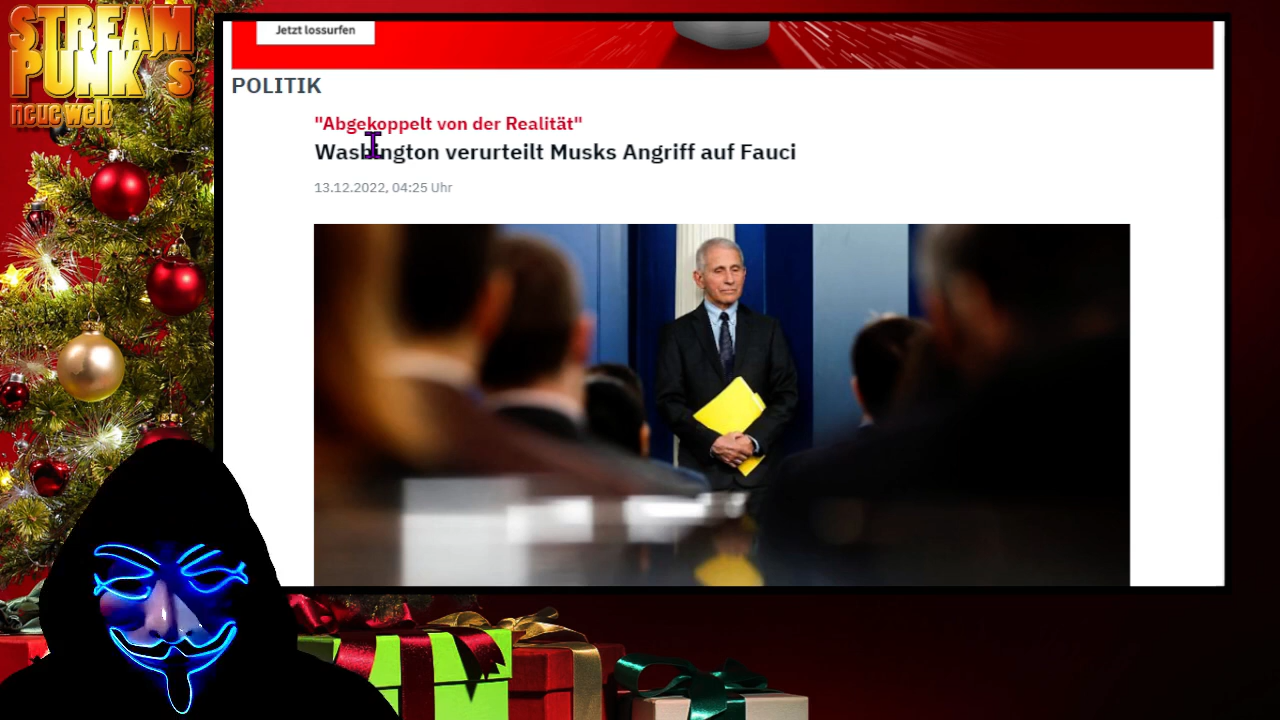 STREAM
PUNK's
neue welt
Jetzt lossurfen
POLITIK
"Abgekoppelt von der Realität"
Washington verurteilt Musks Angriff auf Fauci
13.12.2022, 04:25 Uhr